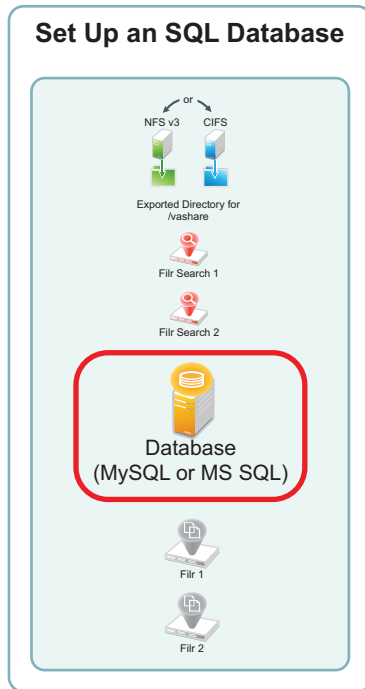 Set Up an SQL Database
or
NFS v3 CIFS
Exported Directory for
/vashare
Filr Search 1
Filr Search 2
Database
(MySQL or MS SQL)
Filr 1
Filr 2